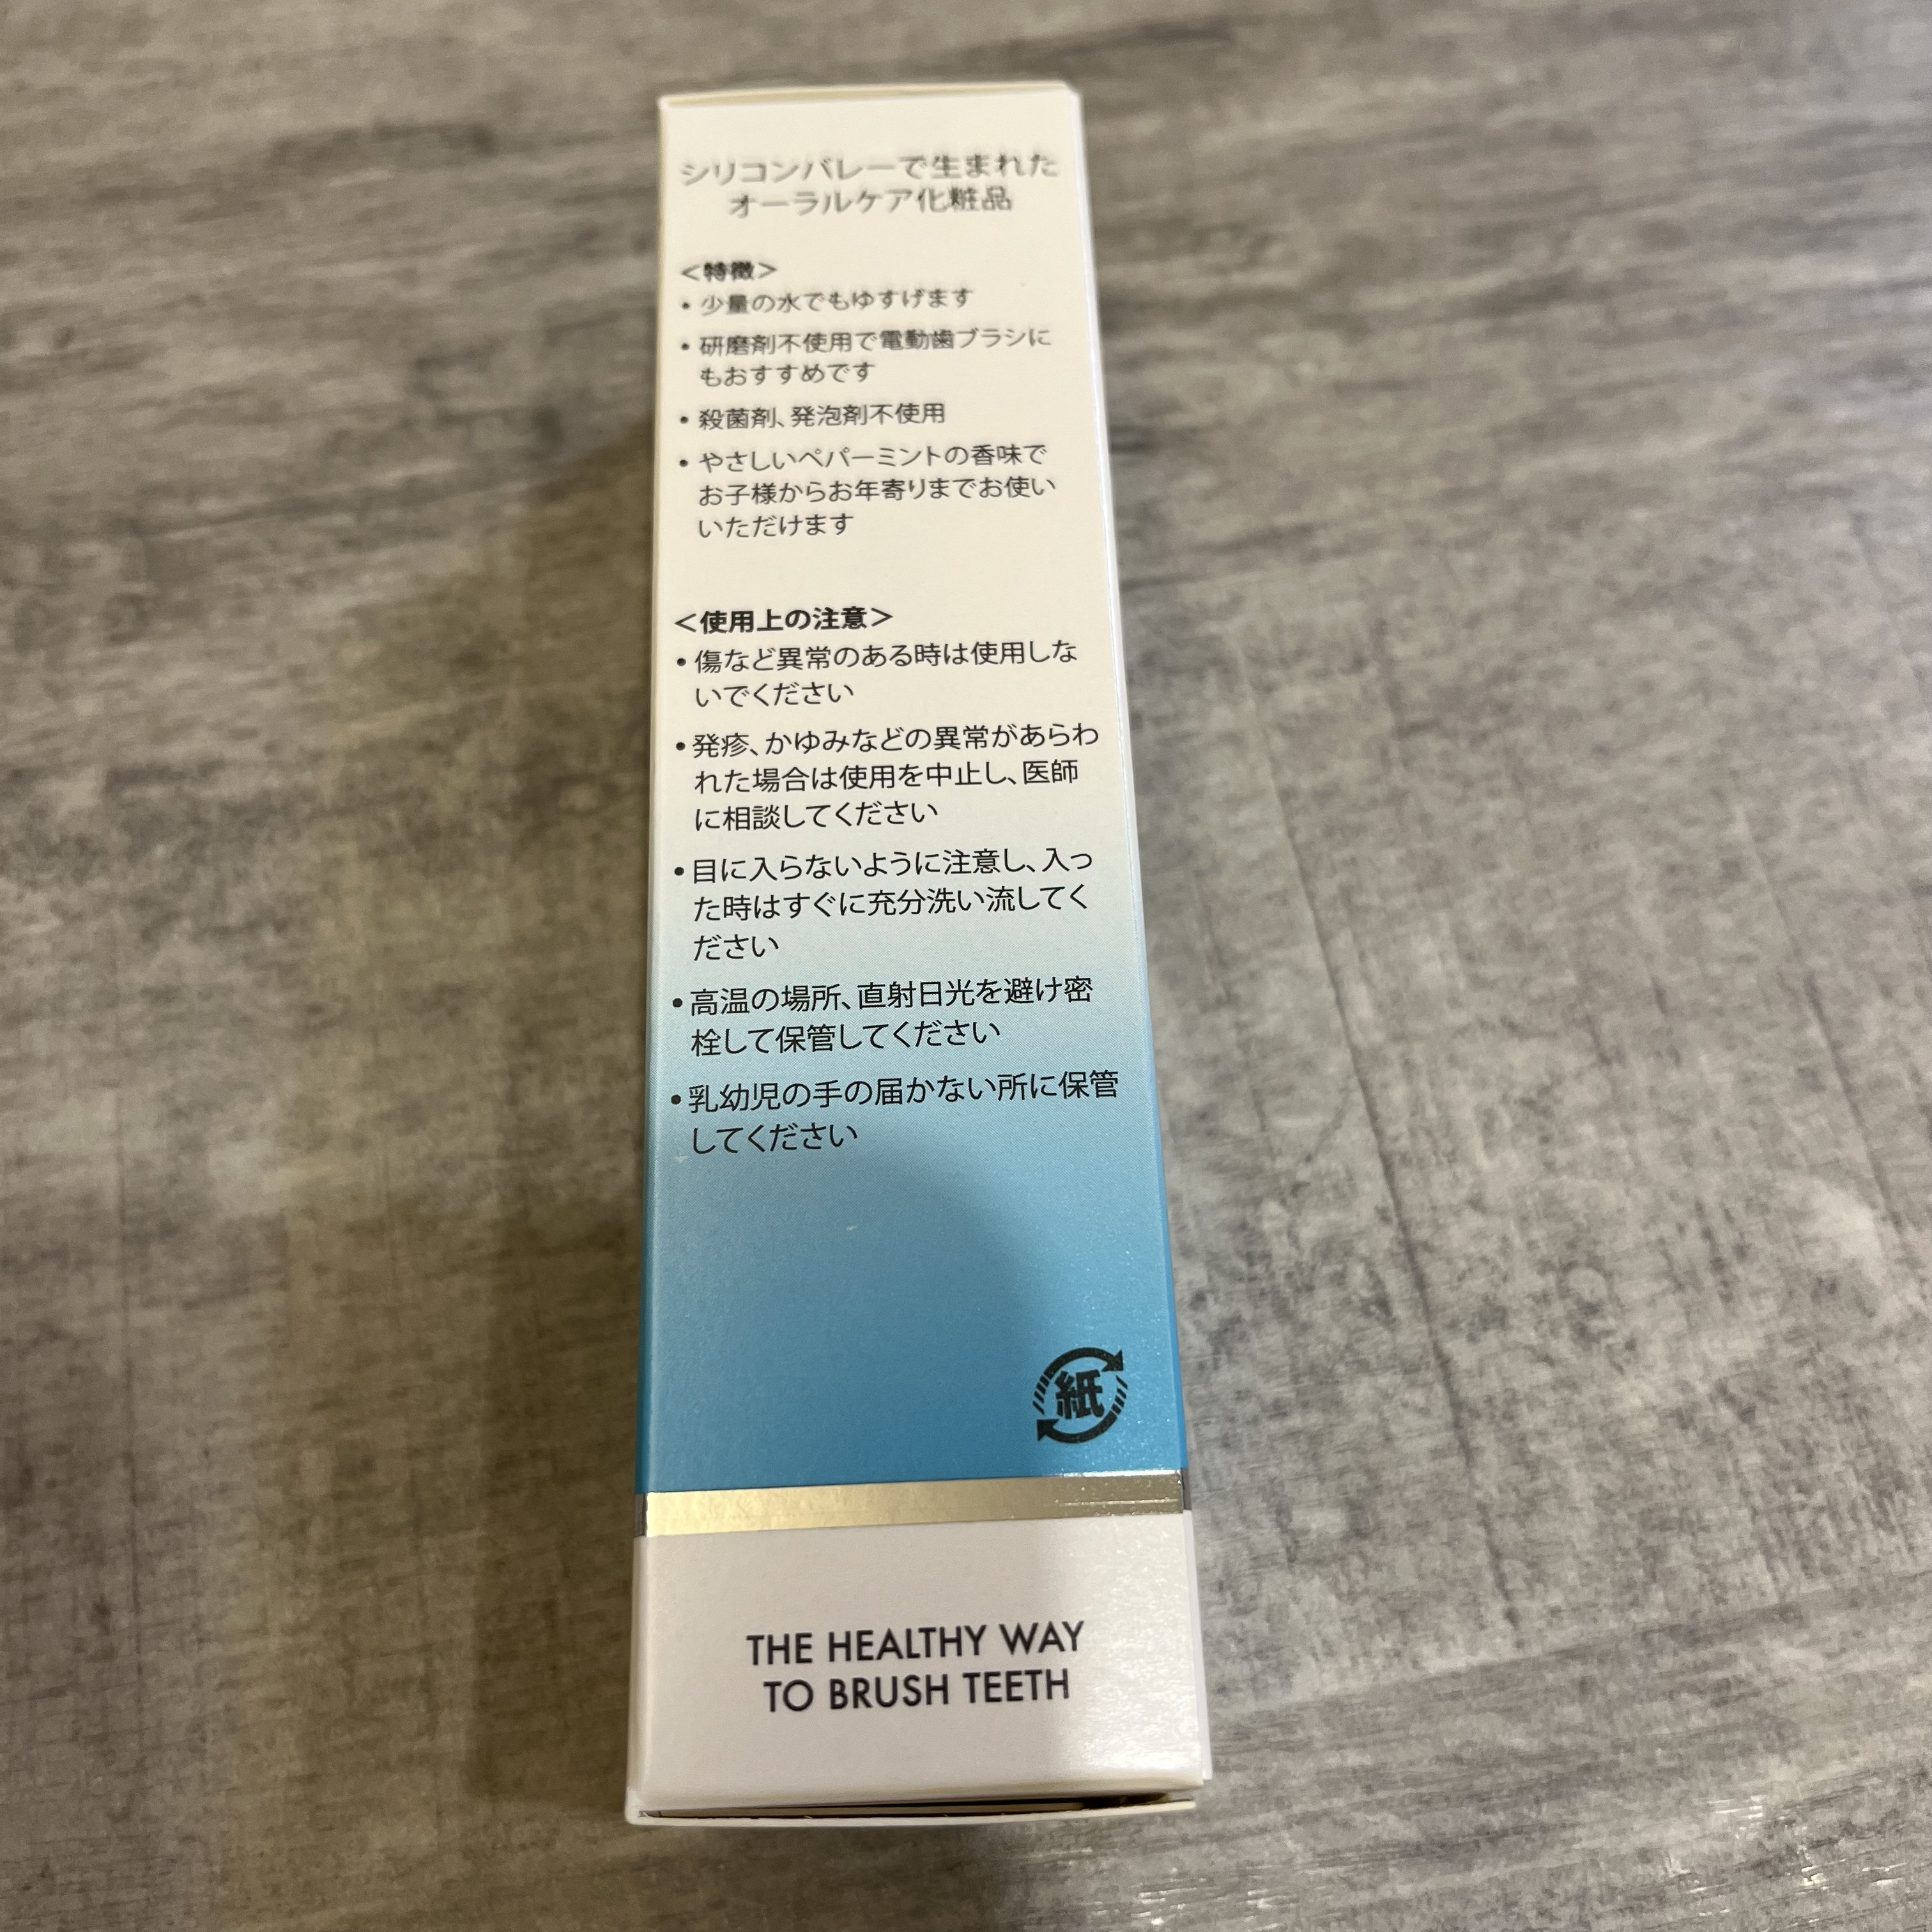 シリコンバレーで生まれた
オーラルケア化粧品
＜特徴＞
・少量の水でもゆすげます
・研磨剤不使用で電動歯ブラシに
もおすすめです
・殺菌剤、発泡剤不使用
・やさしいペパーミントの香味で
お子様からお年寄りまでお使い
いただけます
＜使用上の注意＞
・傷など異常のある時は使用しな
いでください
・発疹、かゆみなどの異常があらわ
れた場合は使用を中止し、医師
に相談してください
・目に入らないように注意し、入っ
た時はすぐに充分洗い流してく
ださい
・高温の場所、直射日光を避け密
栓して保管してください
・乳幼児の手の届かない所に保管
してください
紙
THE HEALTHY WAY
TO BRUSH TEETH